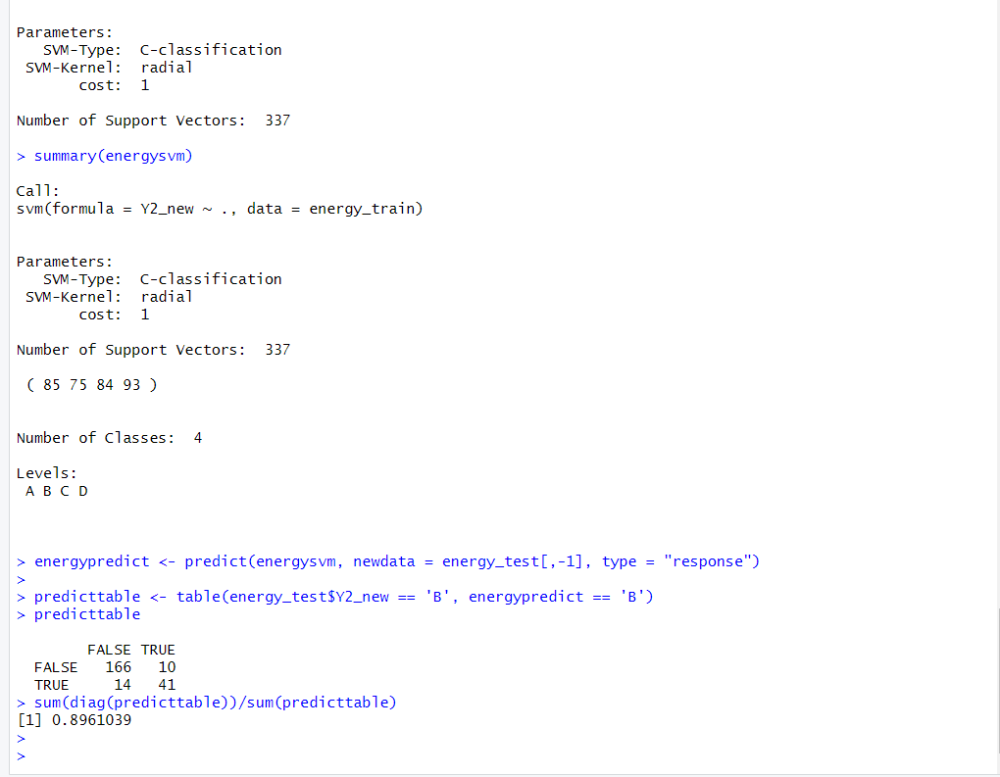 Parameters:
   SVM-Type:  C-classification
 SVM-Kernel:  radial
       cost:  1
Number of Support Vectors:  337
> summary(energysvm)
Call:
svm(formula = Y2_new ~ ., data = energy_train)
Parameters:
   SVM-Type:  C-classification
 SVM-Kernel:  radial
       cost:  1
Number of Support Vectors:  337
 ( 85 75 84 93 )
Number of Classes:  4
Levels:
 A B C D
> energypredict <- predict(energysvm, newdata = energy_test[,-1], type = "response")
>
> predicttable <- table(energy_test$Y2_new == 'B', energypredict == 'B')
> predicttable
        FALSE TRUE
  FALSE   166   10
  TRUE     14   41
> sum(diag(predicttable))/sum(predicttable)
[1] 0.8961039
>
>